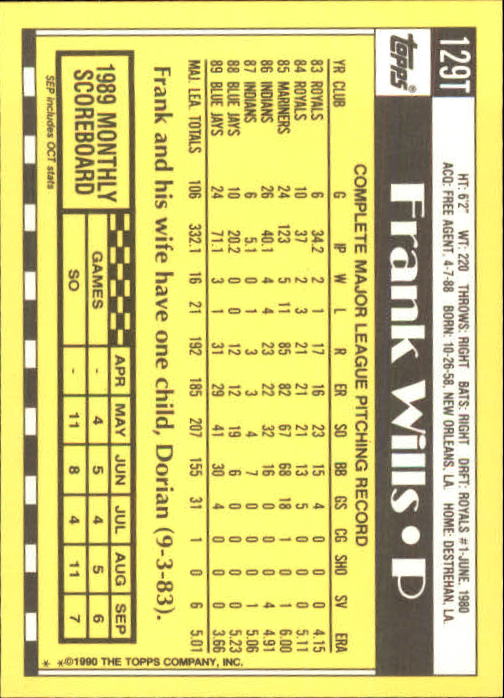 129T
Topps®
HT: 6'2" WT: 220 THROWS: RIGHT BATS: RIGHT DRFT: ROYALS #1-JUNE, 1980
ACQ: FREE AGENT, 4-7-88 BORN: 10-26-58, NEW ORLEANS, LA. HOME: DESTREHAN, LA.
Frank Wills • P
COMPLETE MAJOR LEAGUE PITCHING RECORD
YR CLUB G IP W L R ER SO BB GS CG SHO SV ERA
83 ROYALS 6 34.2 2 1 17 16 23 15 4 0 0 0 4.15
84 ROYALS 10 37 2 3 21 21 21 13 5 0 0 0 5.11
85 MARINERS 24 123 5 11 85 82 67 68 18 1 0 1 6.00
86 INDIANS 26 40.1 4 4 23 22 32 16 0 0 0 4 4.91
87 INDIANS 6 5.1 0 1 3 3 4 7 0 0 0 1 5.06
88 BLUE JAYS 10 20.2 0 0 12 12 19 6 0 0 0 0 5.23
89 BLUE JAYS 24 71.1 3 1 31 29 41 30 4 0 0 0 3.66
MAJ. LEA. TOTALS 106 332.1 16 21 192 185 207 155 31 1 0 6 5.01
Frank and his wife have one child, Dorian (9-3-83).
1989 MONTHLY
SCOREBOARD
SEP includes OCT stats
APR MAY JUN JUL AUG SEP
GAMES - 4 5 4 5 6
SO - 11 8 4 11 7
* *©1990 THE TOPPS COMPANY, INC.